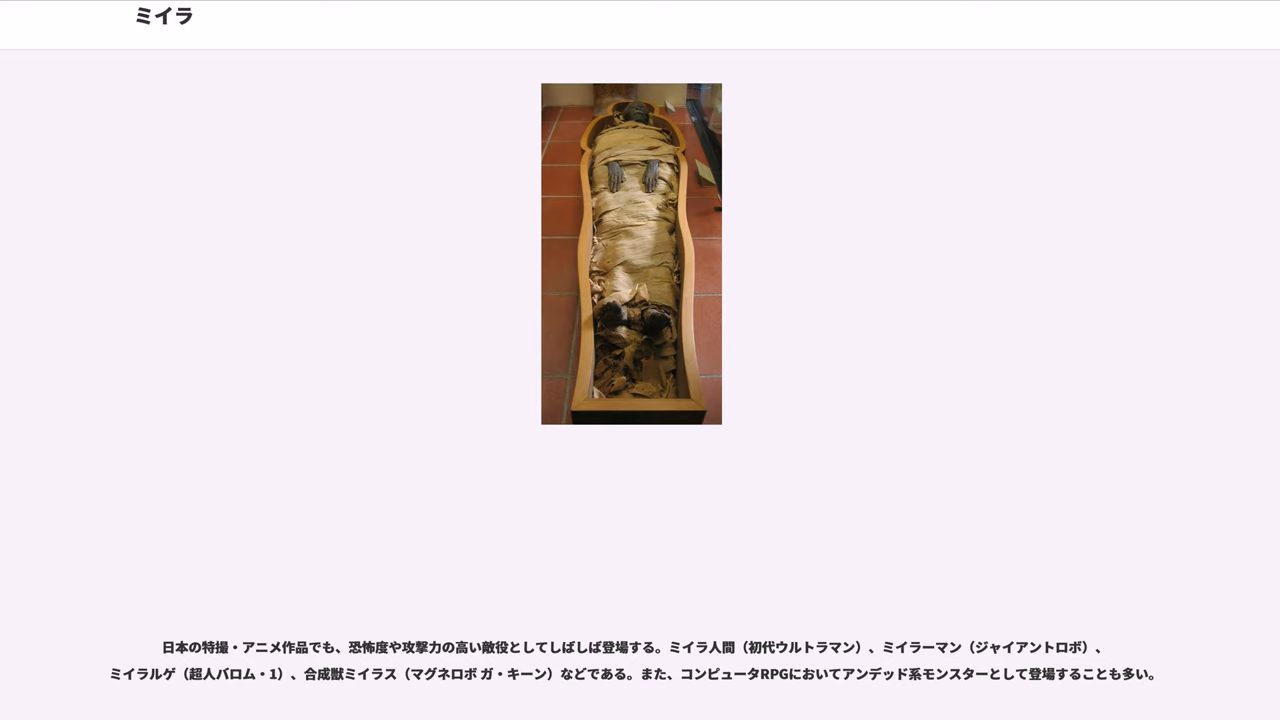 ミイラ
日本の特撮・アニメ作品でも、恐怖度や攻撃力の高い敵役としてしばしば登場する。ミイラ人間（初代ウルトラマン）、ミイラーマン（ジャイアントロボ）、
ミイラルゲ（超人バロム・1）、合成獣ミイラス（マグネロボ ガ・キーン）などである。また、コンピュータRPGにおいてアンデッド系モンスターとして登場することも多い。